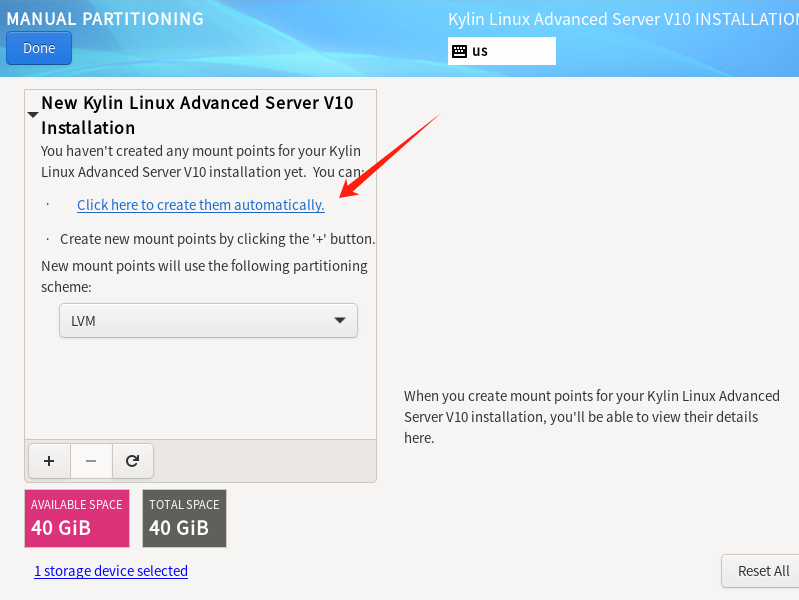 MANUAL PARTITIONING
Kylin Linux Advanced Server V10 INSTALLATION
Done
us
New Kylin Linux Advanced Server V10
Installation
You haven't created any mount points for your Kylin
Linux Advanced Server V10 installation yet. You can:
· Click here to create them automatically.
· Create new mount points by clicking the '+' button.
New mount points will use the following partitioning
scheme:
LVM
When you create mount points for your Kylin Linux Advanced
Server V10 installation, you'll be able to view their details
here.
+ −
AVAILABLE SPACE
40 GiB
TOTAL SPACE
40 GiB
1 storage device selected
Reset All